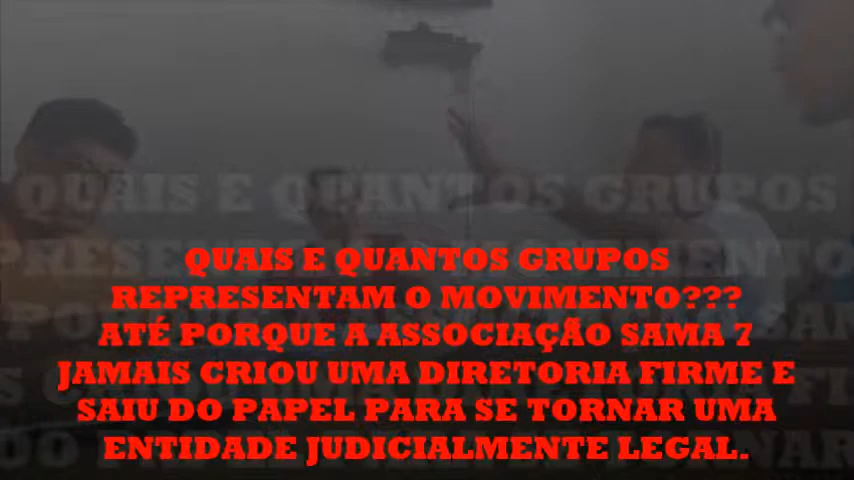 QUAIS E QUANTOS GRUPOS
REPRESENTAM O MOVIMENTO???
ATÉ PORQUE A ASSOCIAÇÃO SAMA 7
JAMAIS CRIOU UMA DIRETORIA FIRME E
SAIU DO PAPEL PARA SE TORNAR UMA
ENTIDADE JUDICIALMENTE LEGAL.